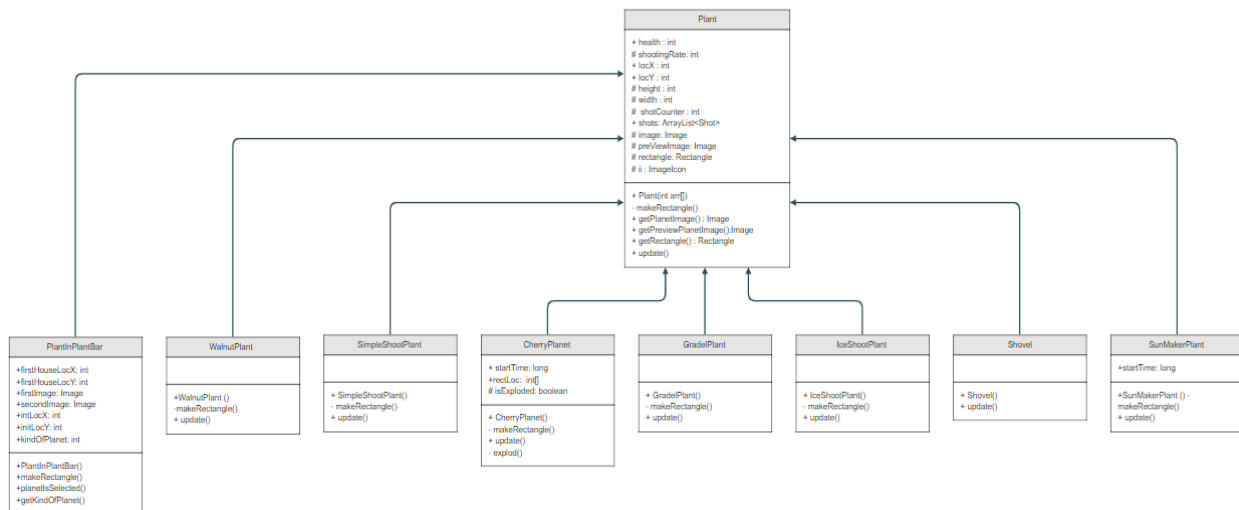 Plant
+ health : int
# shootingRate: int
+ locX : int
+ locY : int
# height : int
# width : int
# shotCounter : int
+ shots: ArrayList<Shot>
# image: Image
# preViewImage: Image
# rectangle: Rectangle
# ii : ImageIcon
+ Plant(int arr[])
- makeRectangle()
+ getPlanetImage() : Image
+ getPreviewPlanetImage():Image
+ getRectangle() : Rectangle
+ update()
PlantInPlantBar
+firstHouseLocX: int
+firstHouseLocY: int
+firstImage: Image
+secondImage: Image
+intLocX: int
+initLocY: int
+kindOfPlanet: int
+PlantInPlantBar()
+makeRectangle()
+planetIsSelected()
+getKindOfPlanet()
WalnutPlant
+WalnutPlant ()
-makeRectangle()
+ update()
SimpleShootPlant
+ SimpleShootPlant()
- makeRectangle()
+ update()
CherryPlanet
+ startTime: long
+rectLoc: int[]
# isExploded: boolean
+ CherryPlanet()
- makeRectangle()
+ update()
- explod()
GradelPlant
+ GradelPlant()
- makeRectangle()
+ update()
IceShootPlant
+ IceShootPlant()
- makeRectangle()
+ update()
Shovel
+ Shovel()
+ update()
SunMakerPlant
+startTime: long
+SunMakerPlant () -
makeRectangle()
+ update()